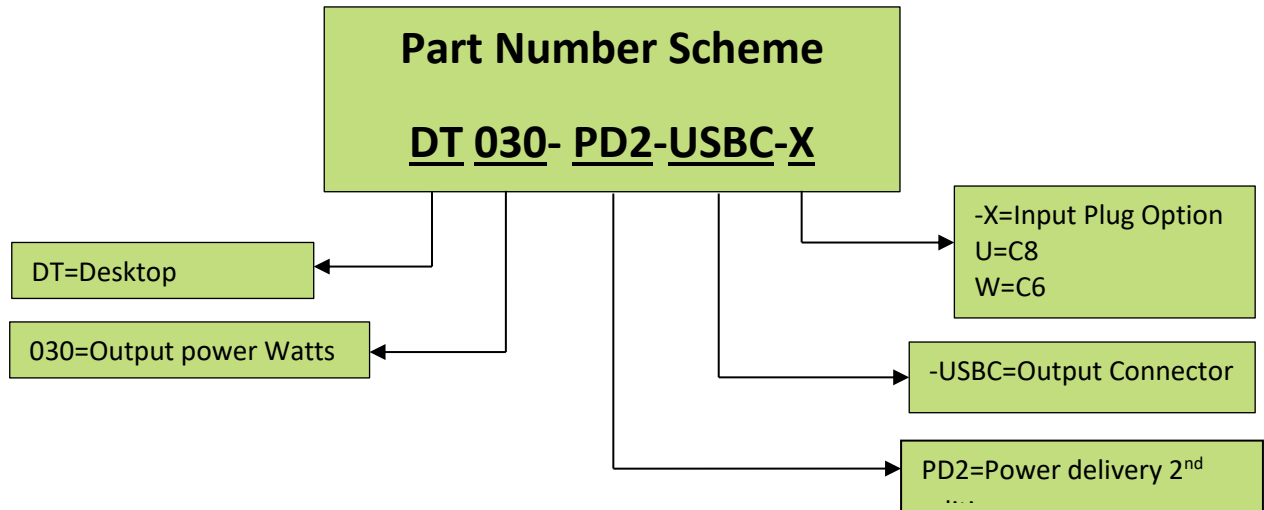 Part Number Scheme
DT 030- PD2-USBC-X
-X=Input Plug Option
U=C8
W=C6
DT=Desktop
030=Output power Watts
-USBC=Output Connector
PD2=Power delivery 2nd